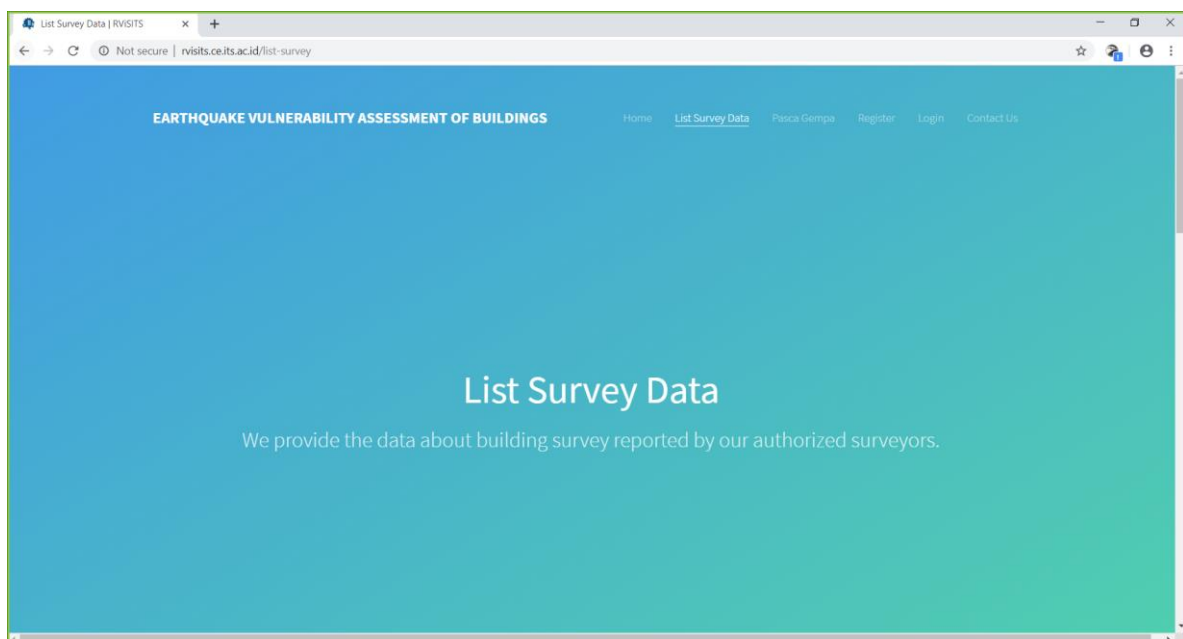 List Survey Data | RViSITS
Not secure | rvisits.ce.its.ac.id/list-survey
EARTHQUAKE VULNERABILITY ASSESSMENT OF BUILDINGS
Home List Survey Data Pasca Gempa Register Login Contact Us
List Survey Data
We provide the data about building survey reported by our authorized surveyors.